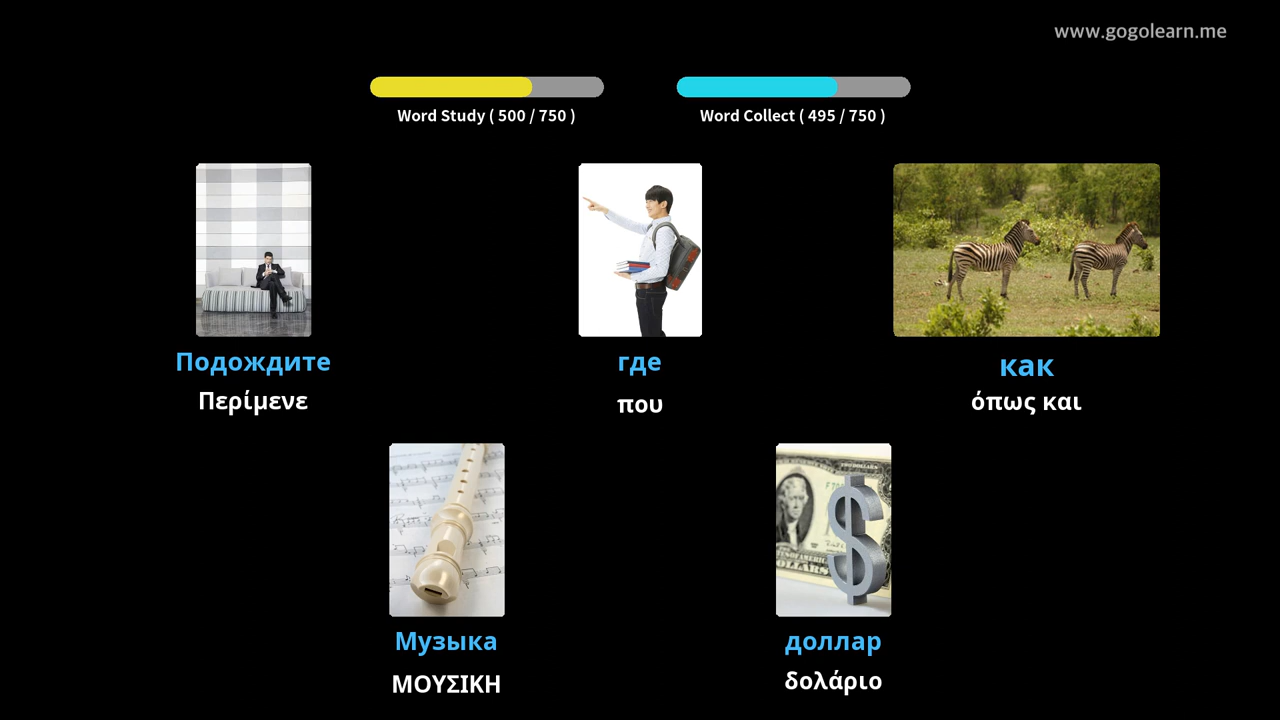 www.gogolearn.me
Word Study ( 500 / 750 )
Word Collect ( 495 / 750 )
Подождите
Περίμενε
где
που
как
όπως και
Музыка
ΜΟΥΣΙΚΗ
доллар
δολάριο